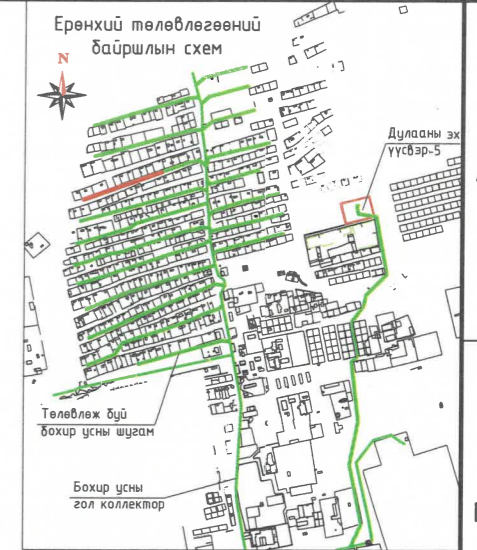 Ерөнхий төлөвлөгөөний
байршлын схем
N
Дулааны эх
үүсвэр-5
Төлөвлөж буй
бохир усны шугам
Бохир усны
гол коллектор